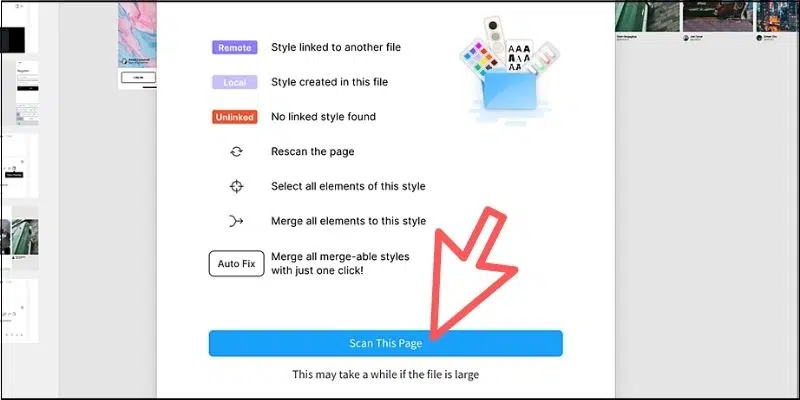 Remote Style linked to another file
Local Style created in this file
Unlinked No linked style found
Rescan the page
Select all elements of this style
Merge all elements to this style
Auto Fix Merge all merge-able styles
with just one click!
Scan This Page
This may take a while if the file is large